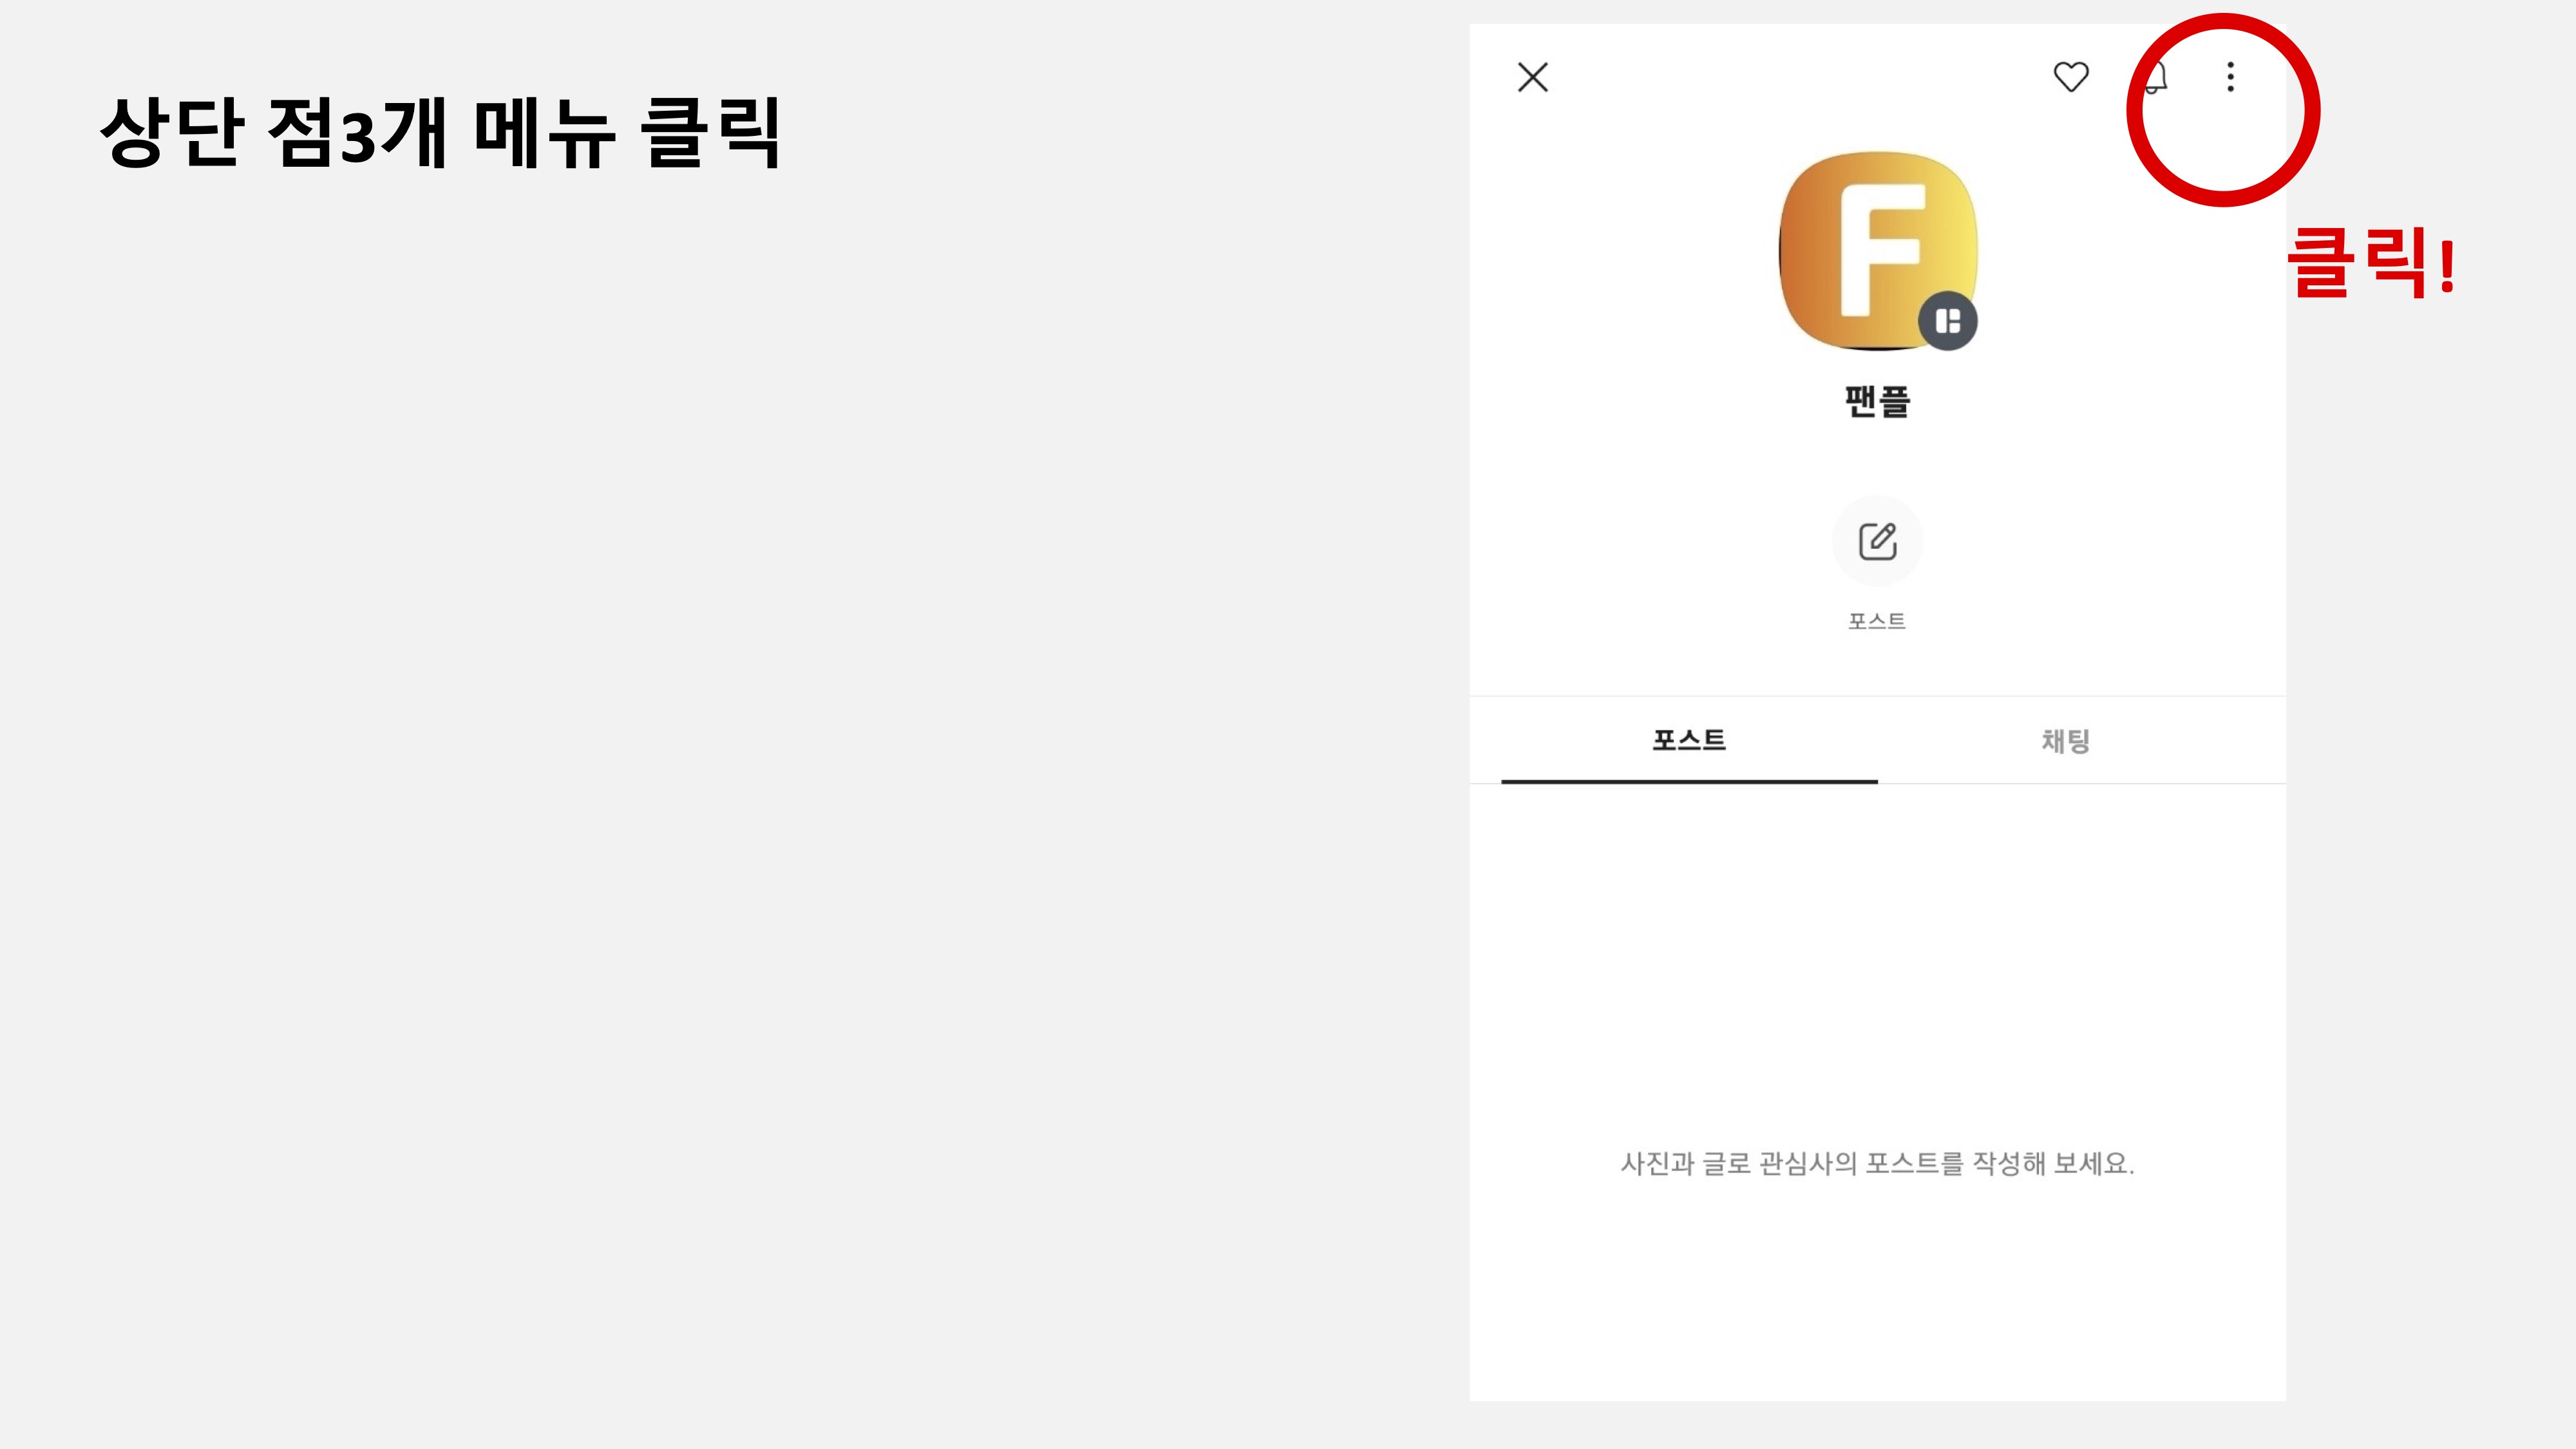 상단 점3개 메뉴 클릭
클릭!
F
팬플
포스트
포스트 채팅
사진과 글로 관심사의 포스트를 작성해 보세요.